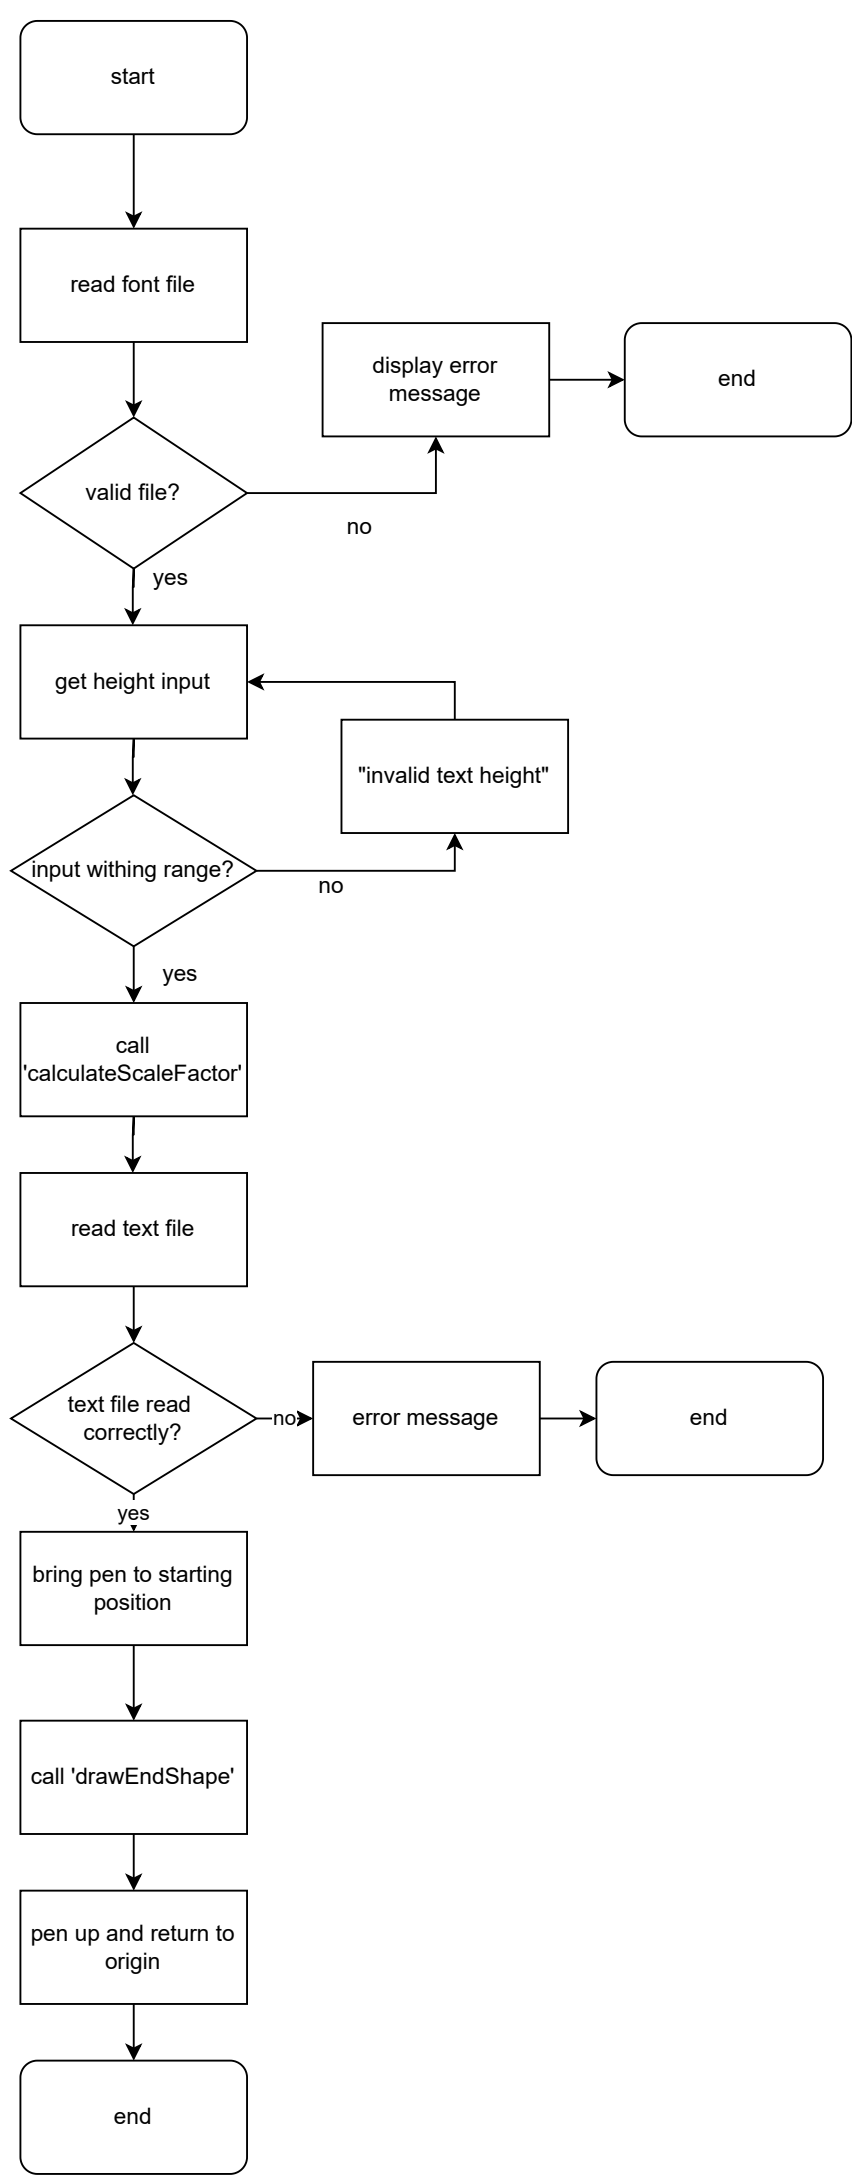 start
read font file
display error
message
end
valid file?
no
yes
get height input
"invalid text height"
input withing range?
no
yes
call
'calculateScaleFactor'
read text file
text file read
correctly?
no
error message
end
yes
bring pen to starting
position
call 'drawEndShape'
pen up and return to
origin
end